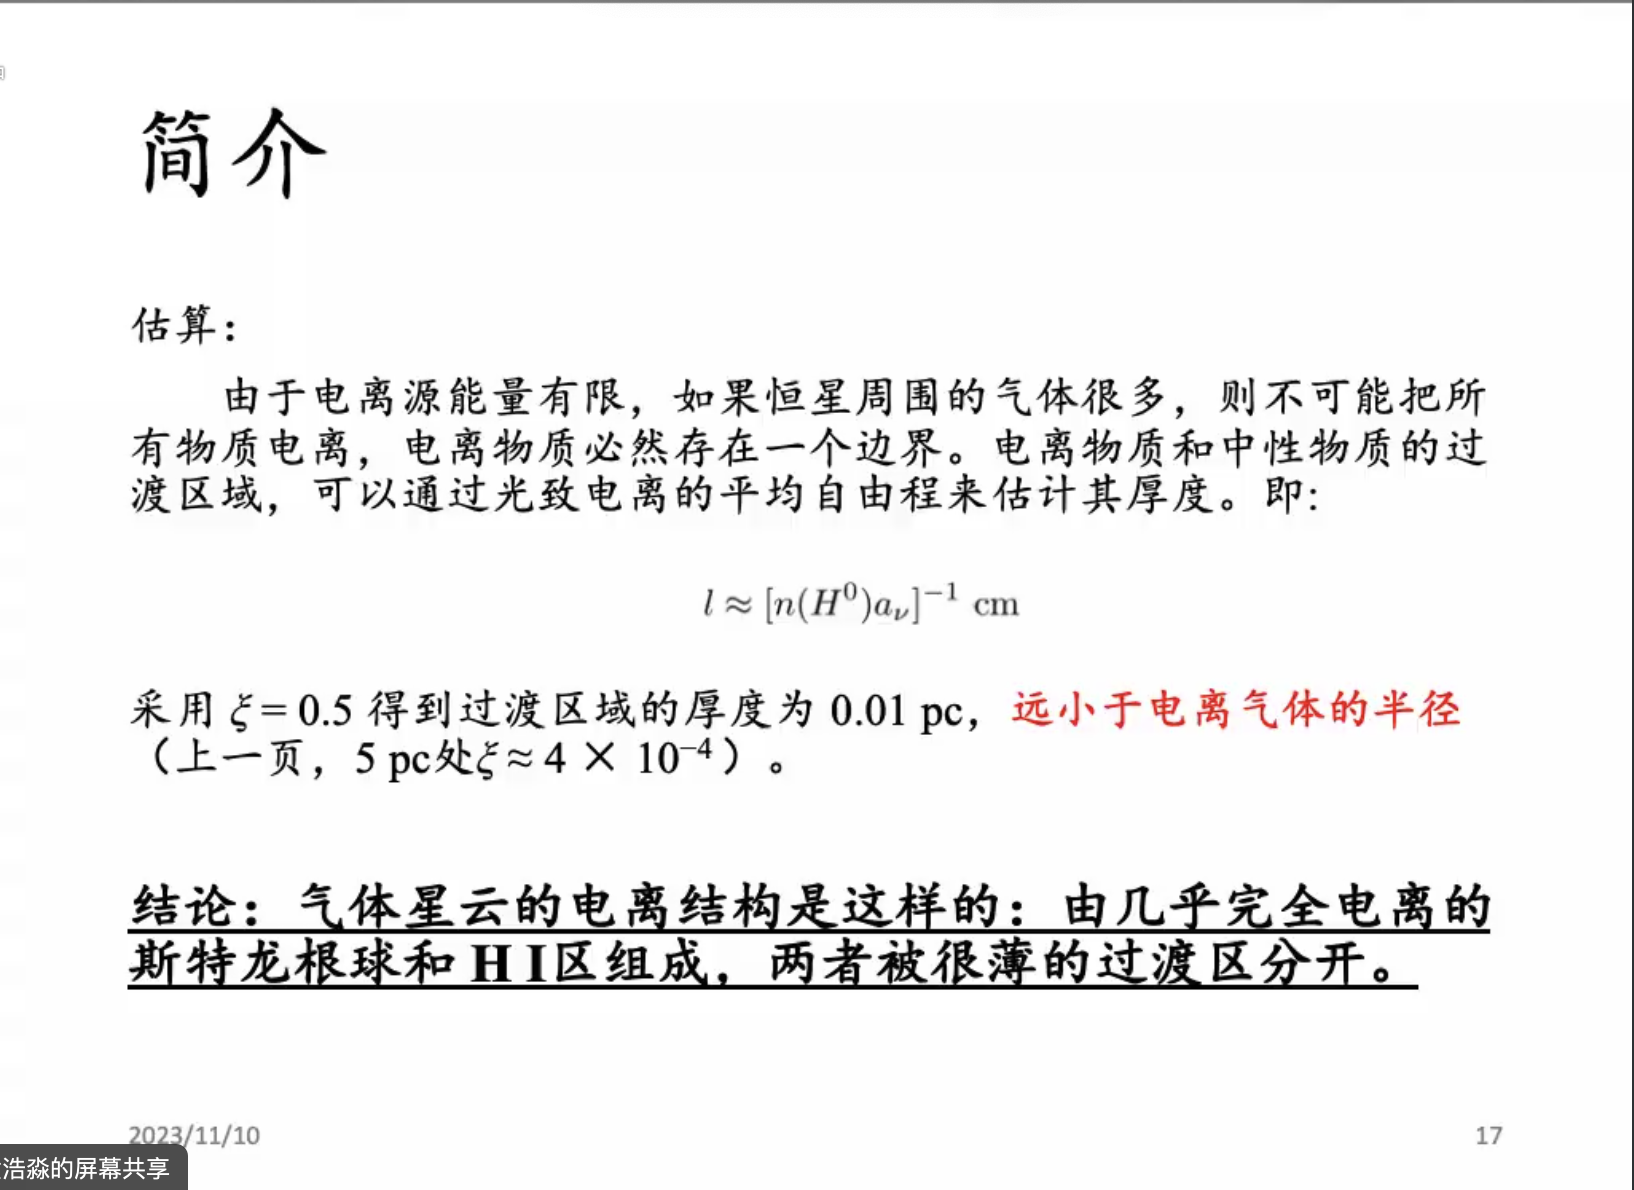 简介
估算：
由于电离源能量有限，如果恒星周围的气体很多，则不可能把所
有物质电离，电离物质必然存在一个边界。电离物质和中性物质的过
渡区域，可以通过光致电离的平均自由程来估计其厚度。即:
l ≈ [n(H⁰)aᵥ]⁻¹ cm
采用 ξ = 0.5 得到过渡区域的厚度为 0.01 pc，远小于电离气体的半径
（上一页，5 pc处ξ ≈ 4 × 10⁻⁴）。
结论：气体星云的电离结构是这样的：由几乎完全电离的
斯特龙根球和 H I区组成，两者被很薄的过渡区分开。
2023/11/10
17
浩淼的屏幕共享